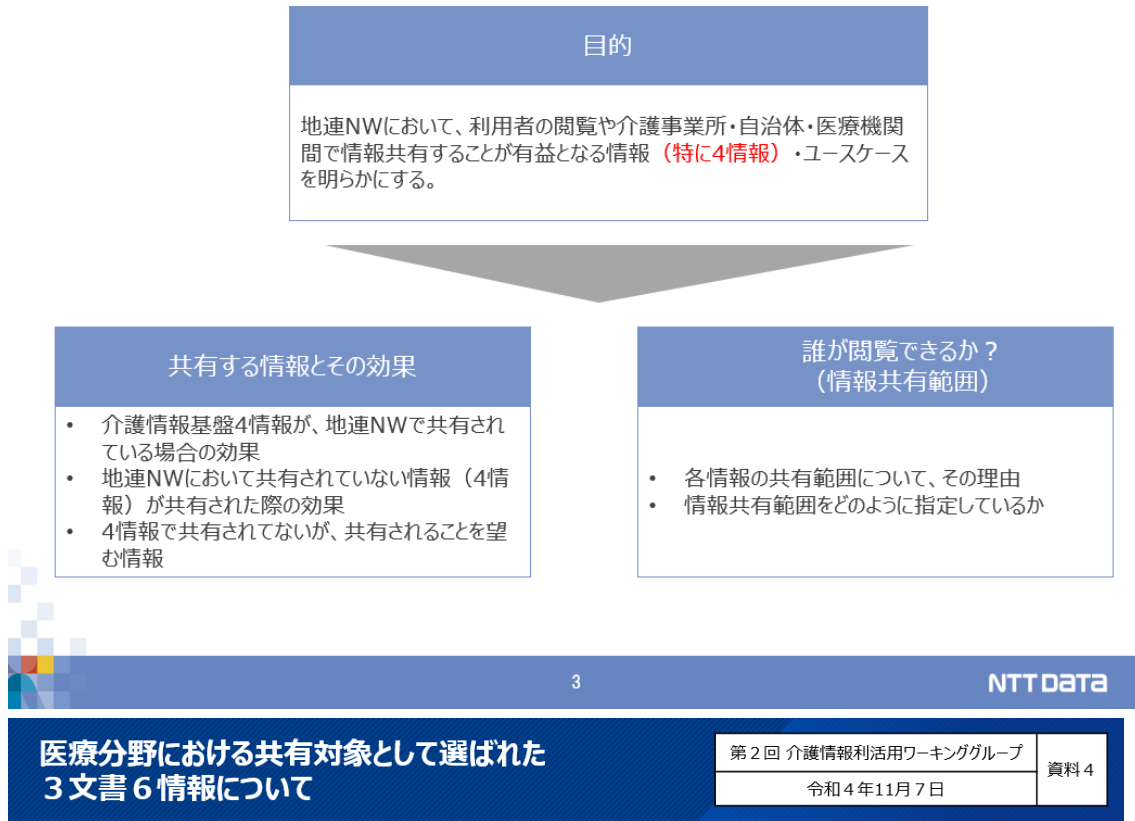 目的
地連NWにおいて、利用者の閲覧や介護事業所・自治体・医療機関
間で情報共有することが有益となる情報（特に4情報）・ユースケース
を明らかにする。
共有する情報とその効果
• 介護情報基盤4情報が、地連NWで共有され
ている場合の効果
• 地連NWにおいて共有されていない情報（4情
報）が共有された際の効果
• 4情報で共有されてないが、共有されることを望
む情報
誰が閲覧できるか？
（情報共有範囲）
• 各情報の共有範囲について、その理由
• 情報共有範囲をどのように指定しているか
3
NTT DATA
医療分野における共有対象として選ばれた
３文書６情報について
第２回 介護情報利活用ワーキンググループ
令和４年11月７日
資料４